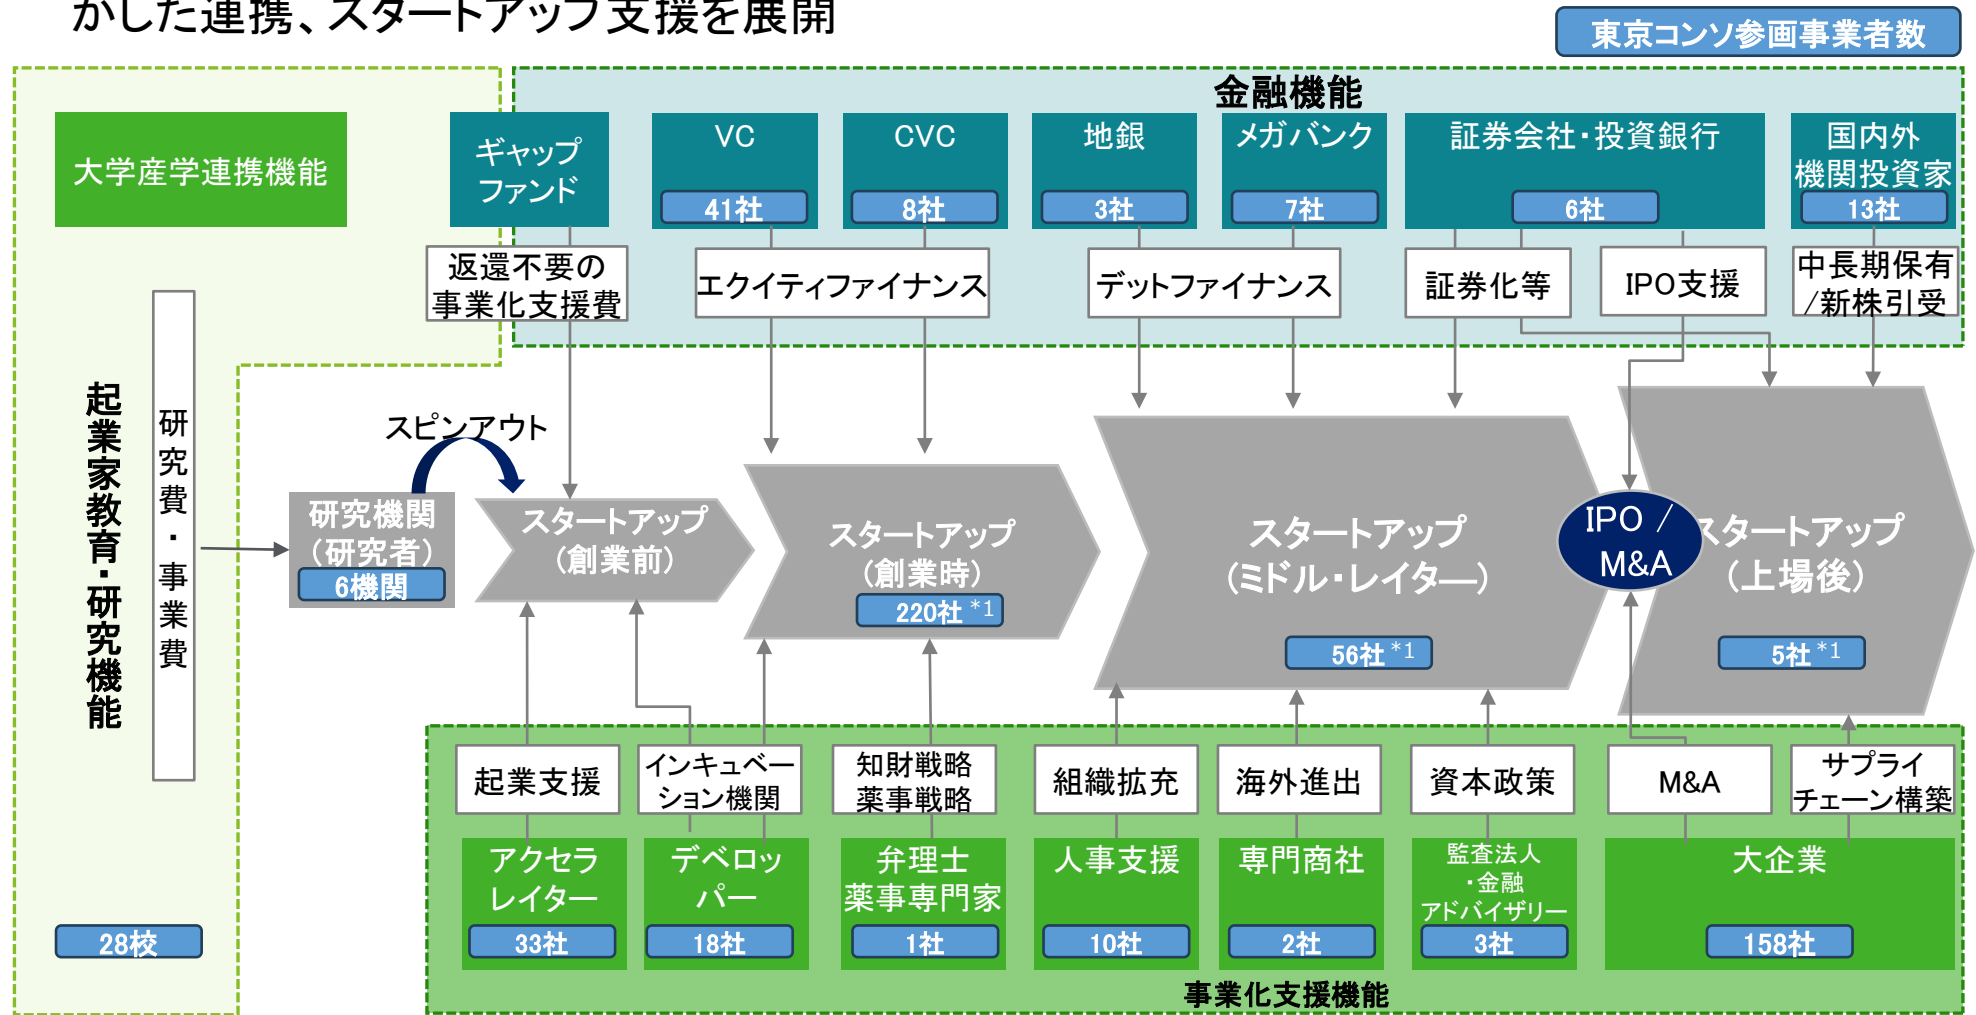 かした連携、スタートアップ支援を展開
東京コンソ参画事業者数
金融機能
大学産学連携機能
ギャップ
ファンド
VC
41社
CVC
8社
地銀
3社
メガバンク
7社
証券会社・投資銀行
6社
国内外
機関投資家
13社
返還不要の
事業化支援費
エクイティファイナンス
デットファイナンス
証券化等
IPO支援
中長期保有
/新株引受
起業家教育・研究機能
研究費・事業費
28校
スピンアウト
研究機関
(研究者)
6機関
スタートアップ
(創業前)
スタートアップ
(創業時)
220社 *1
スタートアップ
(ミドル・レイター)
56社 *1
IPO /
M&A
スタートアップ
(上場後)
5社 *1
起業支援
インキュベー
ション機関
知財戦略
薬事戦略
組織拡充
海外進出
資本政策
M&A
サプライ
チェーン構築
アクセラ
レイター
33社
デベロッ
パー
18社
弁理士
薬事専門家
1社
人事支援
10社
専門商社
2社
監査法人
・金融
アドバイザリー
3社
大企業
158社
事業化支援機能